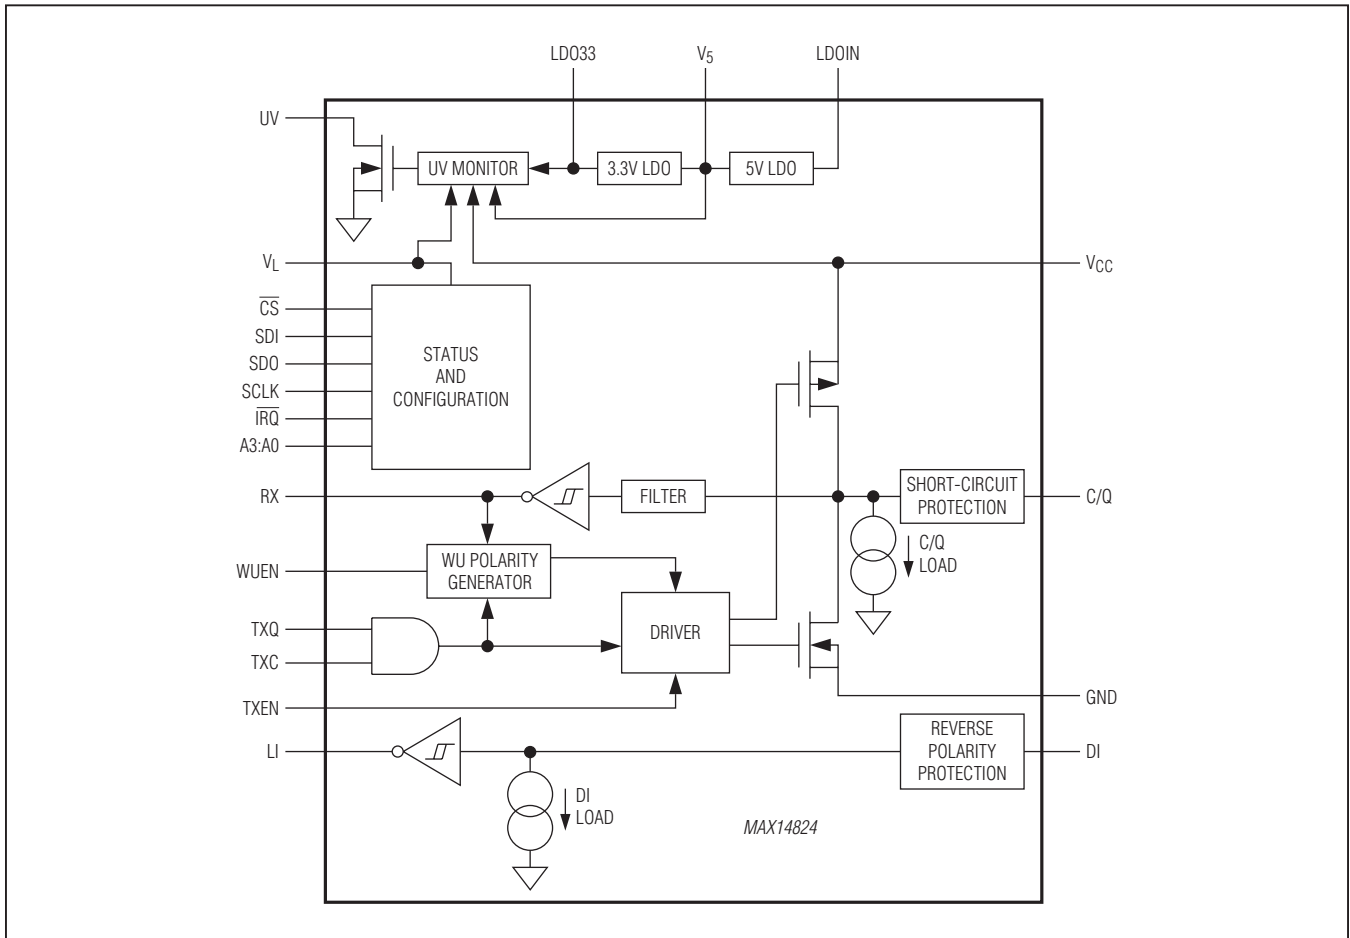 LDO33
V5
LDOIN
UV
UV MONITOR
3.3V LDO
5V LDO
VL
VCC
CS
SDI
SDO
SCLK
IRQ
A3:A0
STATUS
AND
CONFIGURATION
RX
FILTER
SHORT-CIRCUIT
PROTECTION
C/Q
C/Q
LOAD
WUEN
WU POLARITY
GENERATOR
TXQ
TXC
DRIVER
TXEN
GND
LI
REVERSE
POLARITY
PROTECTION
DI
DI
LOAD
MAX14824